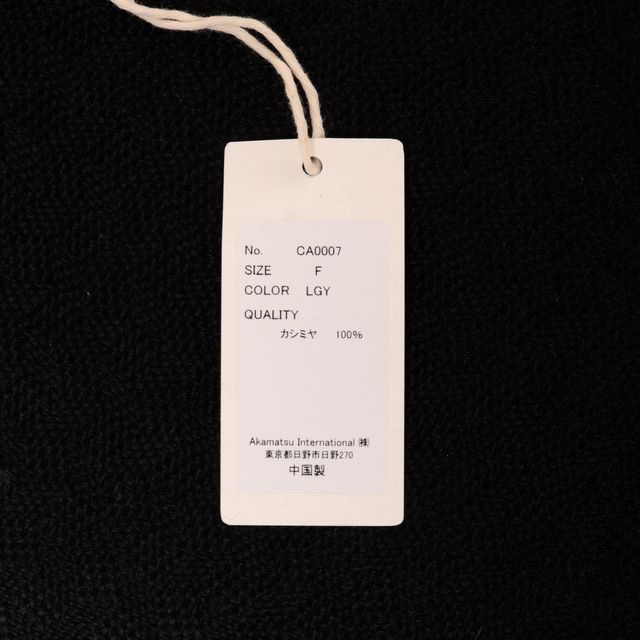 No. CA0007
SIZE F
COLOR LGY
QUALITY
カシミヤ 100%
Akamatsu International ㈱
東京都日野市日野270
中国製